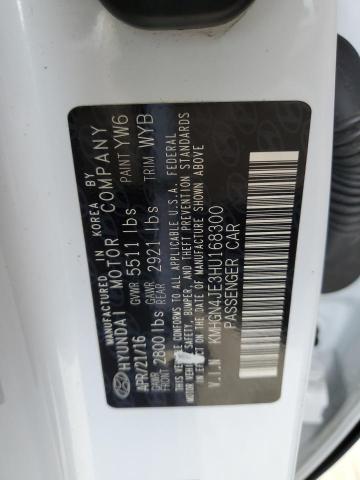 MANUFACTURED IN KOREA BY
HYUNDAI MOTOR COMPANY
APR/21/16 GVWR 5511 lbs PAINT YW6
GAWR FRONT 2800 lbs GAWR REAR 2921 lbs TRIM WYB
THIS VEHICLE CONFORMS TO ALL APPLICABLE U.S.A. FEDERAL
MOTOR VEHICLE SAFETY, BUMPER, AND THEFT PREVENTION STANDARDS
IN EFFECT ON THE DATE OF MANUFACTURE SHOWN ABOVE
V.I.N KMHGN4JE3HU168300
PASSENGER CAR